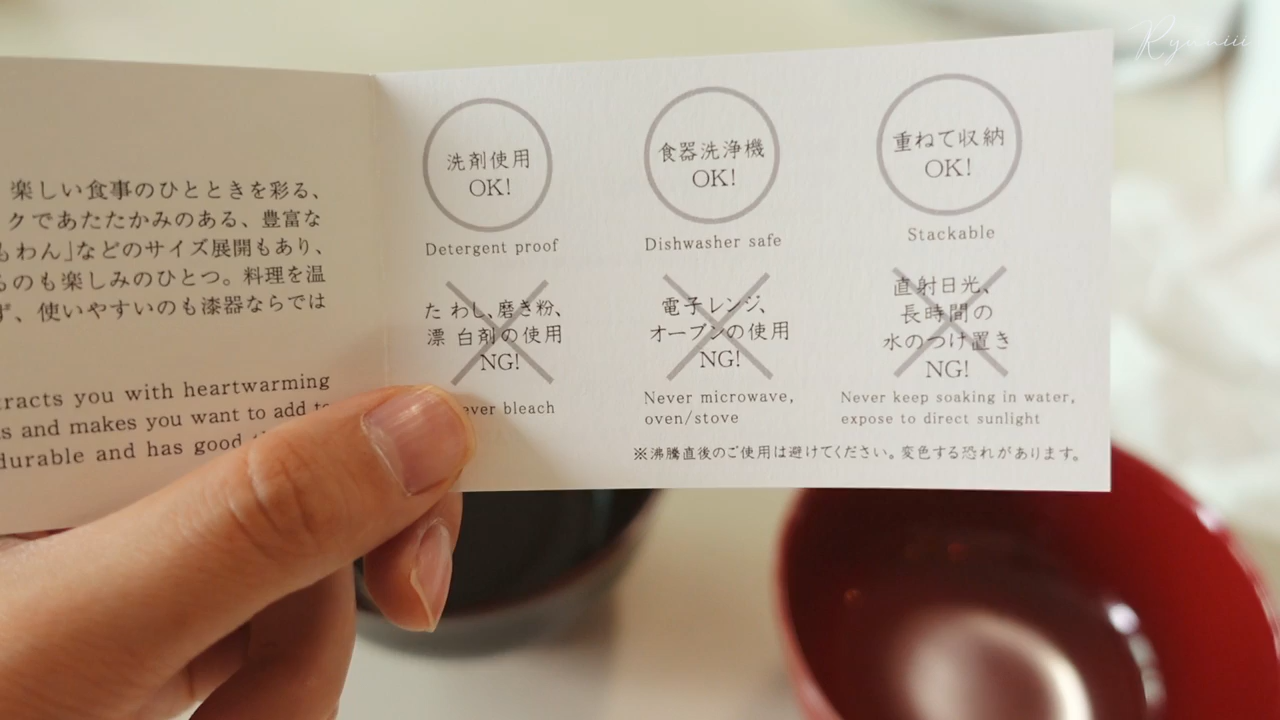 Ryuniii
楽しい食事のひとときを彩る、
クであたたかみのある、豊富な
もわん」などのサイズ展開もあり、
るのも楽しみのひとつ。料理を温
ず、使いやすいのも漆器ならでは
tracts you with heartwarming
s and makes you want to add to
durable and has good
洗剤使用
OK!
Detergent proof
食器洗浄機
OK!
Dishwasher safe
重ねて収納
OK!
Stackable
たわし、磨き粉、
漂白剤の使用
NG!
ever bleach
電子レンジ、
オーブンの使用
NG!
Never microwave,
oven/stove
直射日光、
長時間の
水のつけ置き
NG!
Never keep soaking in water,
expose to direct sunlight
※沸騰直後のご使用は避けてください。変色する恐れがあります。